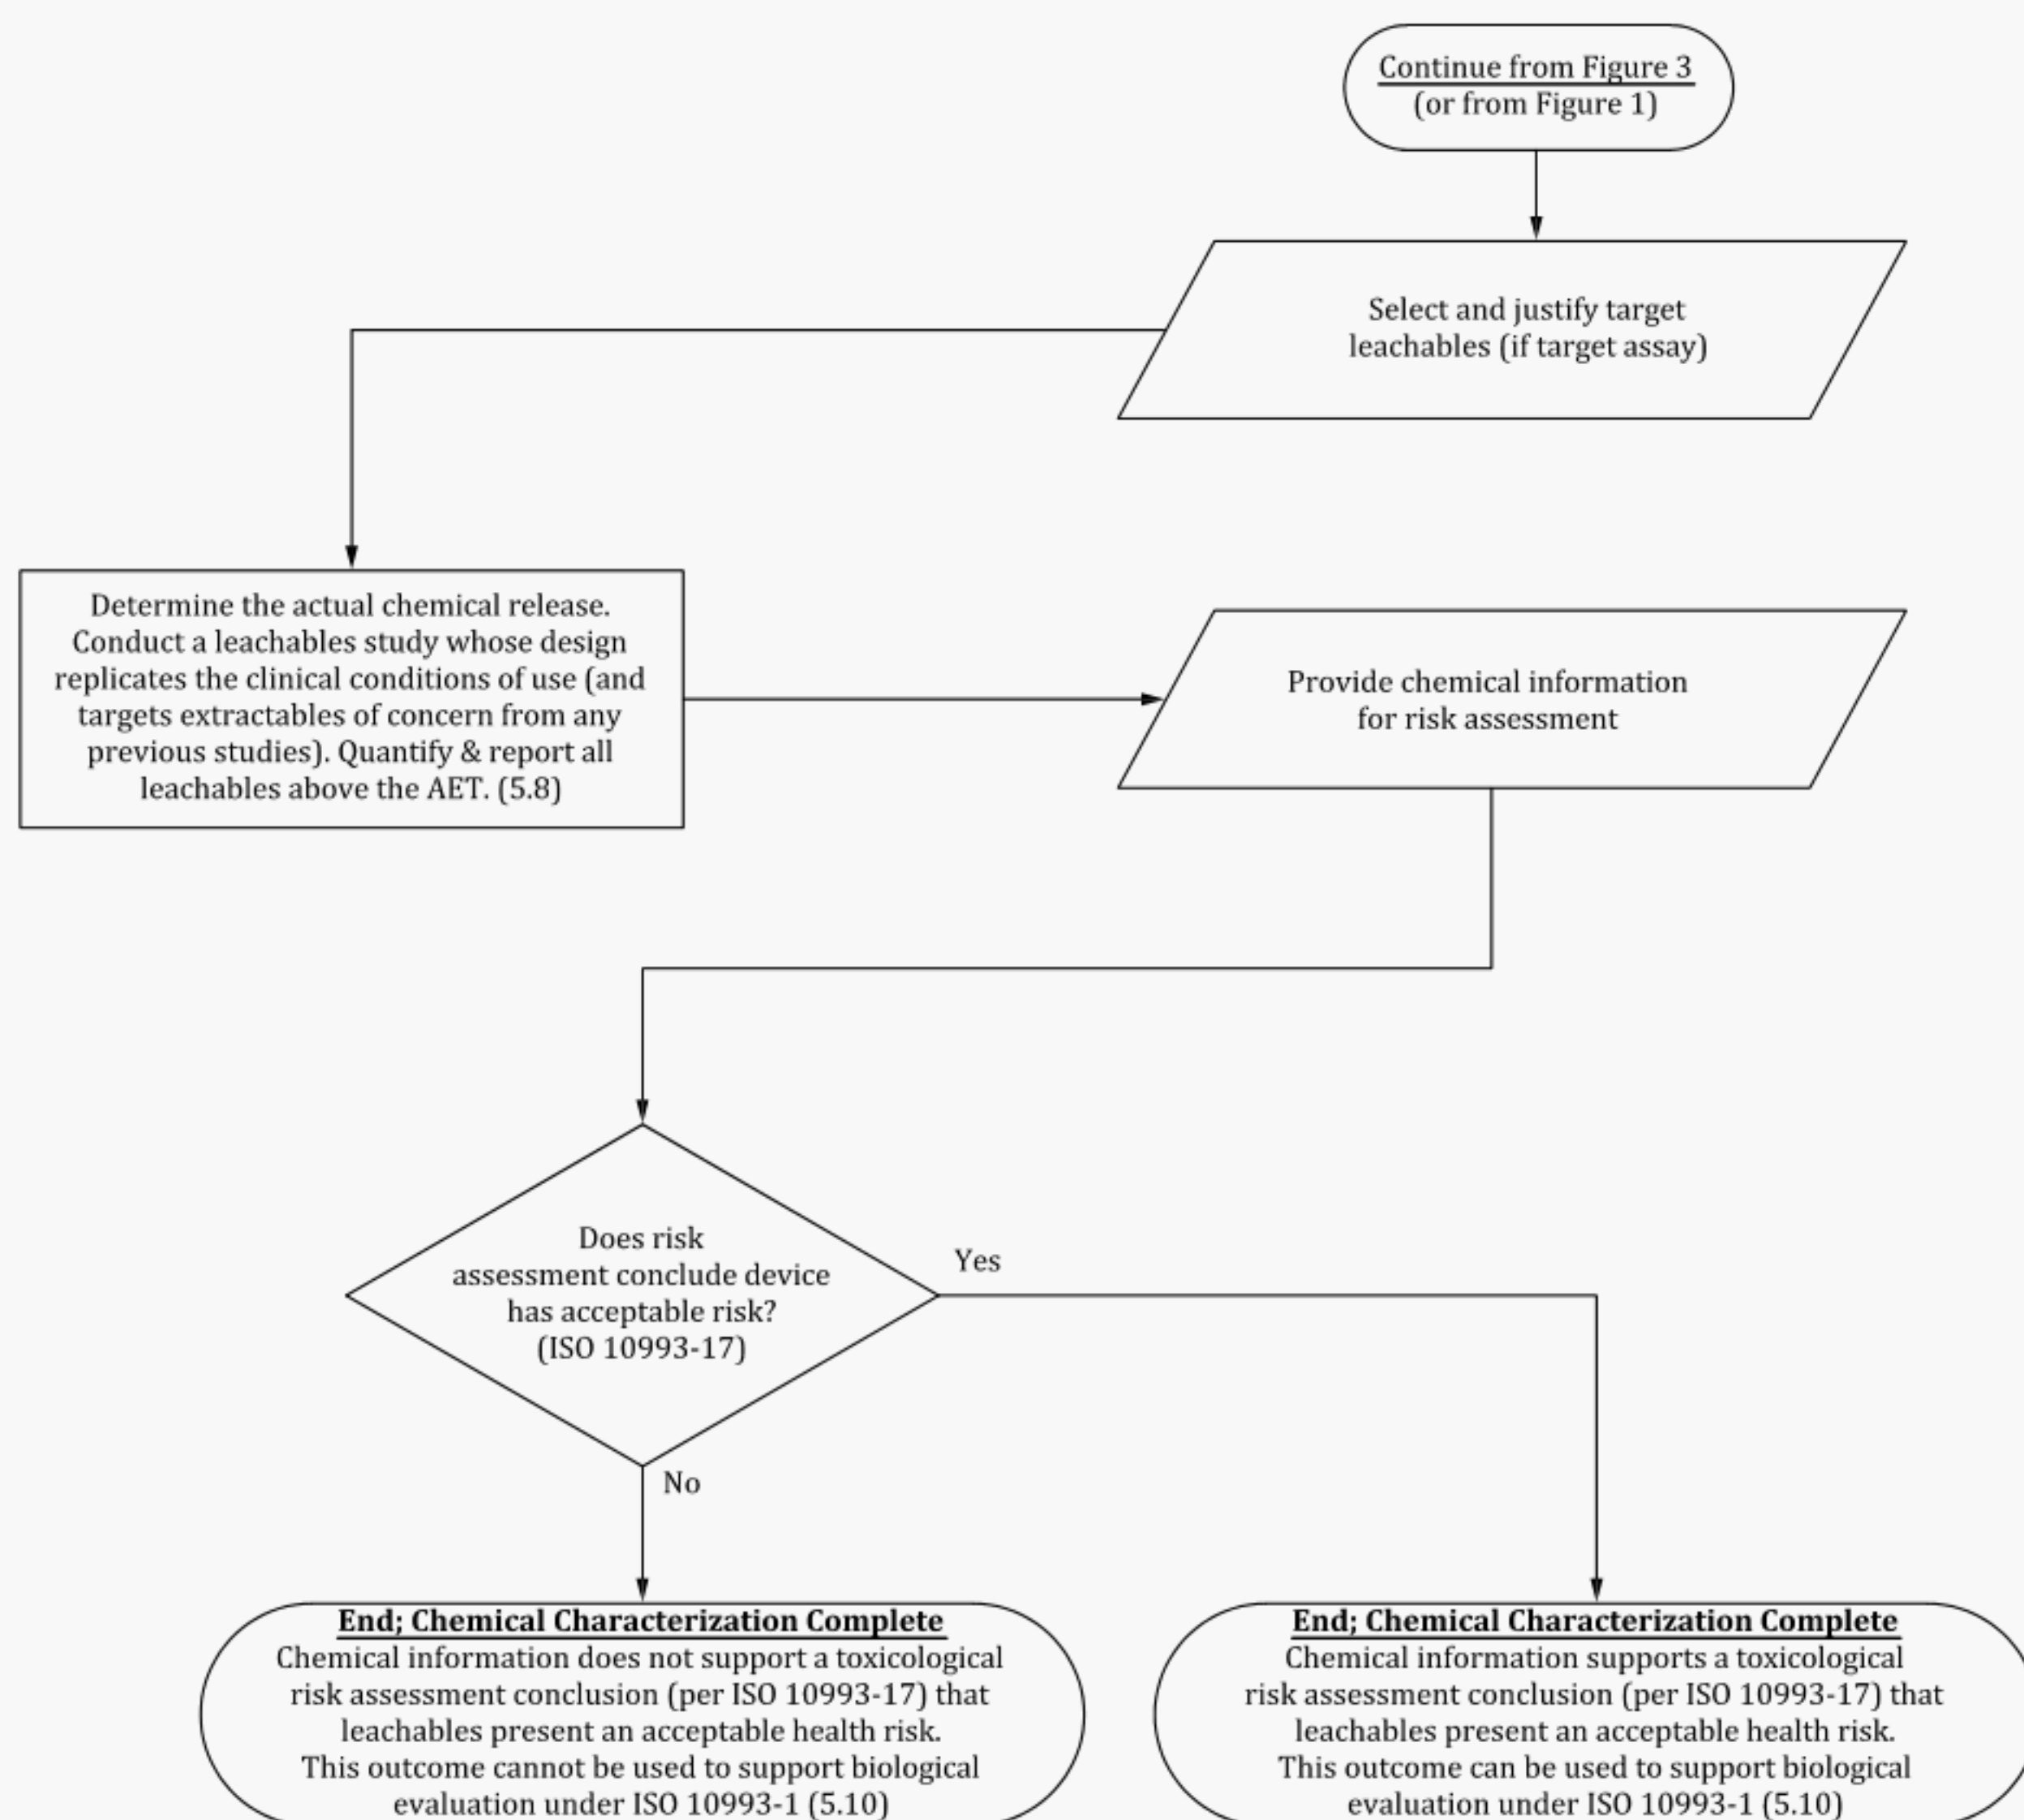 Continue from Figure 3
(or from Figure 1)
Select and justify target
leachables (if target assay)
Determine the actual chemical release.
Conduct a leachables study whose design
replicates the clinical conditions of use (and
targets extractables of concern from any
previous studies). Quantify & report all
leachables above the AET. (5.8)
Provide chemical information
for risk assessment
Does risk
assessment conclude device
has acceptable risk?
(ISO 10993-17)
Yes
No
End; Chemical Characterization Complete
Chemical information does not support a toxicological
risk assessment conclusion (per ISO 10993-17) that
leachables present an acceptable health risk.
This outcome cannot be used to support biological
evaluation under ISO 10993-1 (5.10)
End; Chemical Characterization Complete
Chemical information supports a toxicological
risk assessment conclusion (per ISO 10993-17) that
leachables present an acceptable health risk.
This outcome can be used to support biological
evaluation under ISO 10993-1 (5.10)